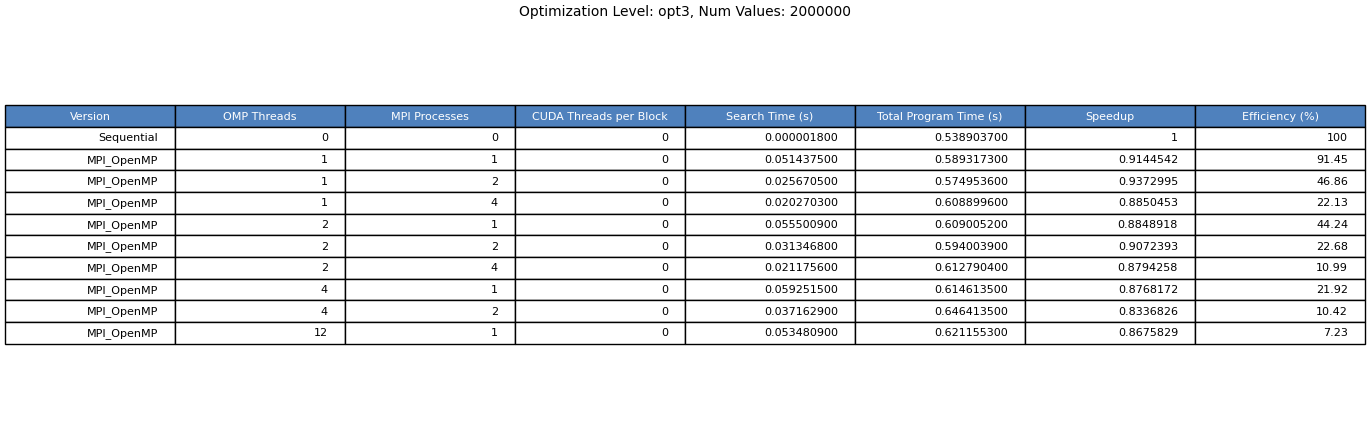 Optimization Level: opt3, Num Values: 2000000
Version OMP Threads MPI Processes CUDA Threads per Block Search Time (s) Total Program Time (s) Speedup Efficiency (%)
Sequential 0 0 0 0.000001800 0.538903700 1 100
MPI_OpenMP 1 1 0 0.051437500 0.589317300 0.9144542 91.45
MPI_OpenMP 1 2 0 0.025670500 0.574953600 0.9372995 46.86
MPI_OpenMP 1 4 0 0.020270300 0.608899600 0.8850453 22.13
MPI_OpenMP 2 1 0 0.055500900 0.609005200 0.8848918 44.24
MPI_OpenMP 2 2 0 0.031346800 0.594003900 0.9072393 22.68
MPI_OpenMP 2 4 0 0.021175600 0.612790400 0.8794258 10.99
MPI_OpenMP 4 1 0 0.059251500 0.614613500 0.8768172 21.92
MPI_OpenMP 4 2 0 0.037162900 0.646413500 0.8336826 10.42
MPI_OpenMP 12 1 0 0.053480900 0.621155300 0.8675829 7.23